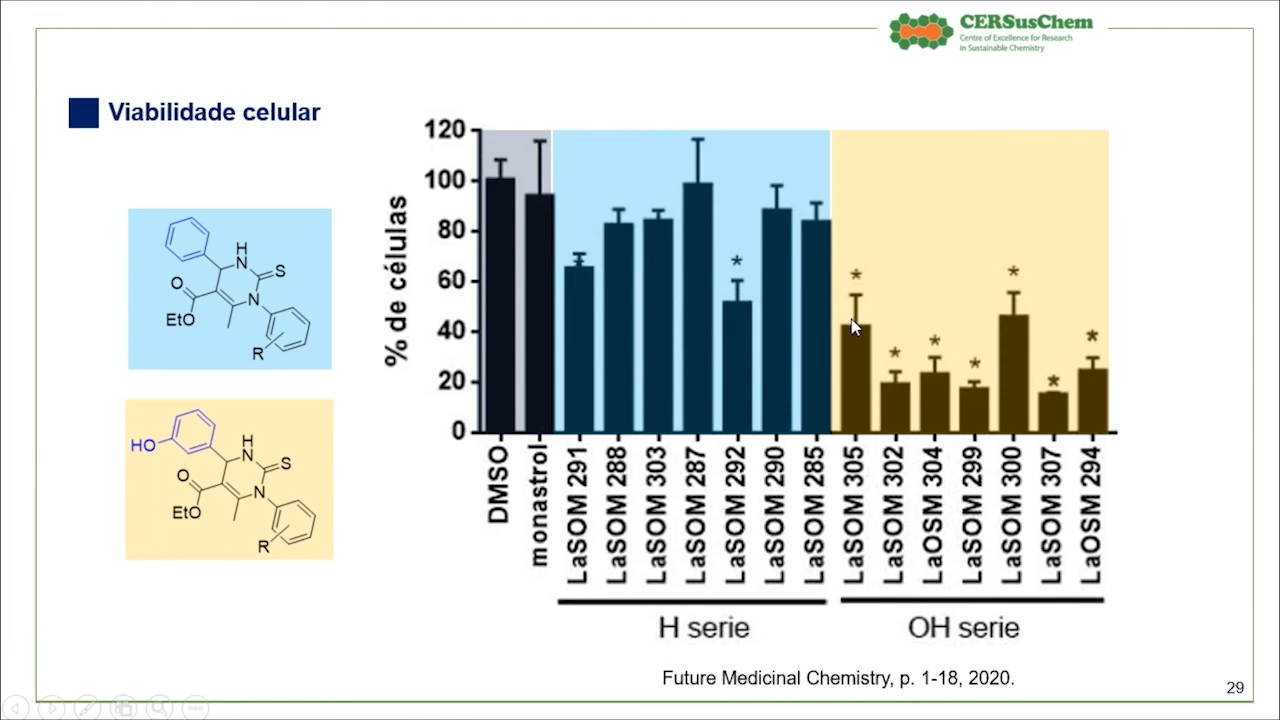 CERSusChem
Centre of Excellence for Research
in Sustainable Chemistry
Viabilidade celular
% de células
120
100
80
60
40
20
0
* * * * * * * * *
DMSO
monastrol
LaSOM 291
LaSOM 288
LaSOM 303
LaSOM 287
LaSOM 292
LaSOM 290
LaSOM 285
LaSOM 305
LaSOM 302
LaOSM 304
LaSOM 299
LaSOM 300
LaSOM 307
LaOSM 294
H serie
OH serie
H
N
S
O
N
EtO
R
HO
H
N
S
O
N
EtO
R
Future Medicinal Chemistry, p. 1-18, 2020.
29